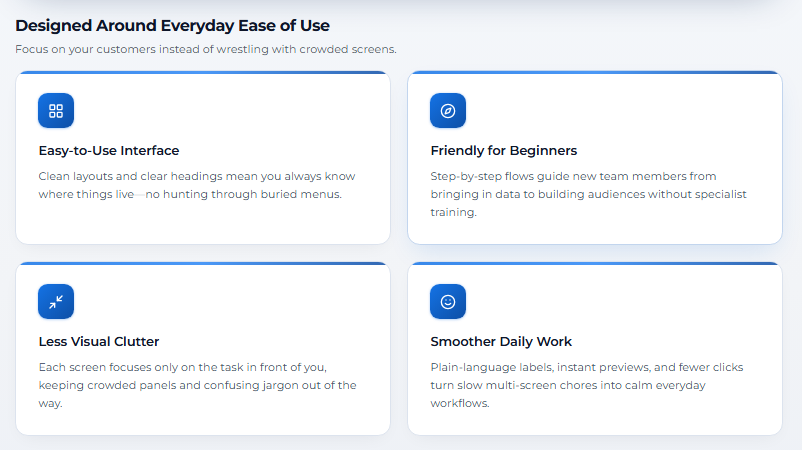 Designed Around Everyday Ease of Use
Focus on your customers instead of wrestling with crowded screens.
Easy-to-Use Interface
Clean layouts and clear headings mean you always know
where things live—no hunting through buried menus.
Friendly for Beginners
Step-by-step flows guide new team members from
bringing in data to building audiences without specialist
training.
Less Visual Clutter
Each screen focuses only on the task in front of you,
keeping crowded panels and confusing jargon out of the
way.
Smoother Daily Work
Plain-language labels, instant previews, and fewer clicks
turn slow multi-screen chores into calm everyday
workflows.